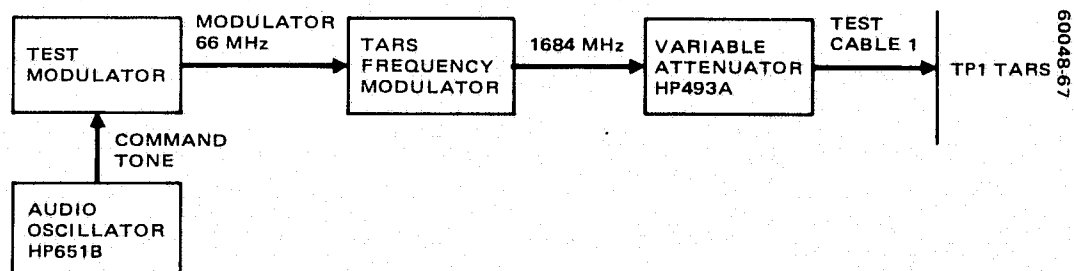 TEST
MODULATOR
MODULATOR
66 MHz
TARS
FREQUENCY
MODULATOR
1684 MHz
VARIABLE
ATTENUATOR
HP493A
TEST
CABLE 1
TP1 TARS
60048-67
COMMAND
TONE
AUDIO
OSCILLATOR
HP651B